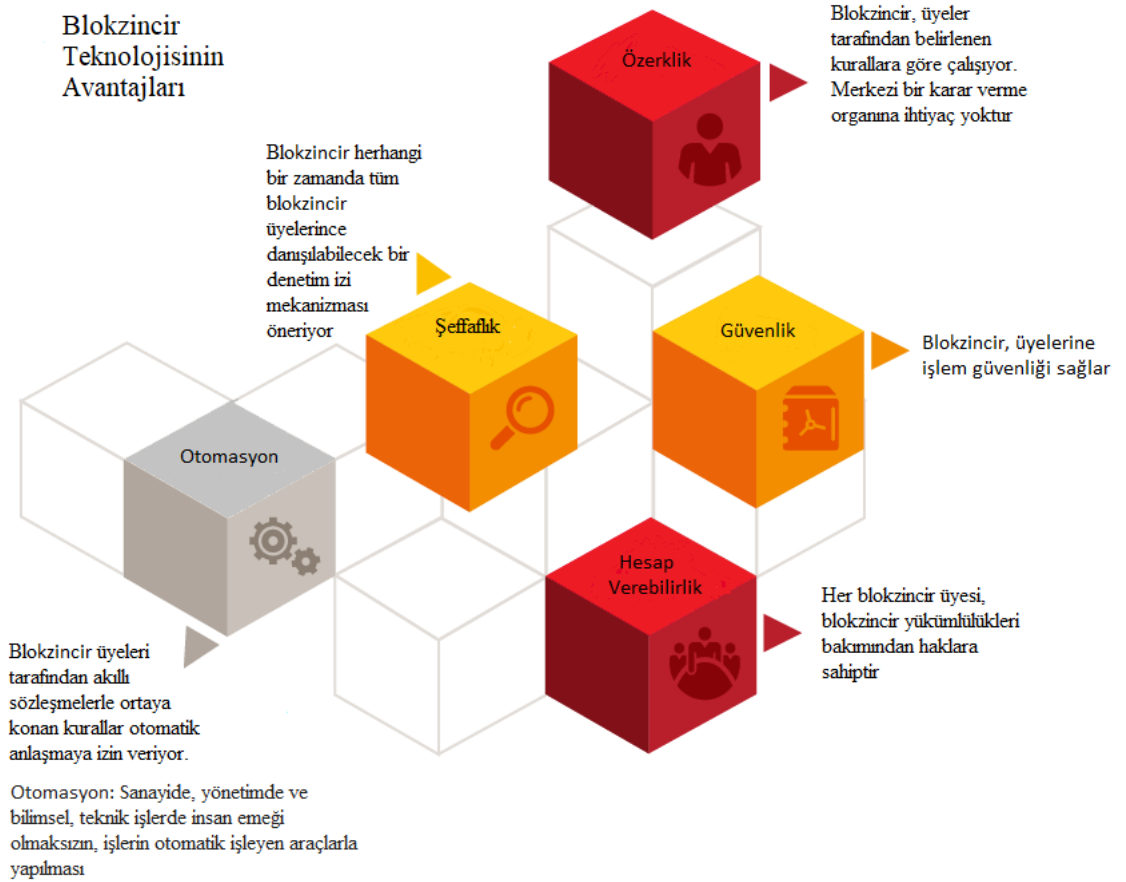 Blokzincir
Teknolojisinin
Avantajları
Özerklik
Blokzincir, üyeler
tarafından belirlenen
kurallara göre çalışıyor.
Merkezi bir karar verme
organına ihtiyaç yoktur
Blokzincir herhangi
bir zamanda tüm
blokzincir
üyelerince
danışılabilecek bir
denetim izi
mekanizması
öneriyor
Şeffaflık
Güvenlik
Blokzincir, üyelerine
işlem güvenliği sağlar
Otomasyon
Hesap
Verebilirlik
Her blokzincir üyesi,
blokzincir yükümlülükleri
bakımından haklara
sahiptir
Blokzincir üyeleri
tarafından akıllı
sözleşmelerle ortaya
konan kurallar otomatik
anlaşmaya izin veriyor.
Otomasyon: Sanayide, yönetimde ve
bilimsel, teknik işlerde insan emeği
olmaksızın, işlerin otomatik işleyen araçlarla
yapılması